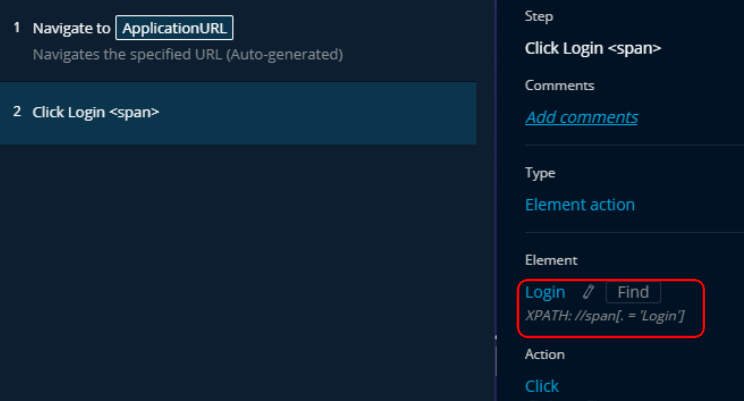 1 Navigate to ApplicationURL
Navigates the specified URL (Auto-generated)
2 Click Login <span>
Step
Click Login <span>
Comments
Add comments
Type
Element action
Element
Login Find
XPATH: //span[. = 'Login']
Action
Click